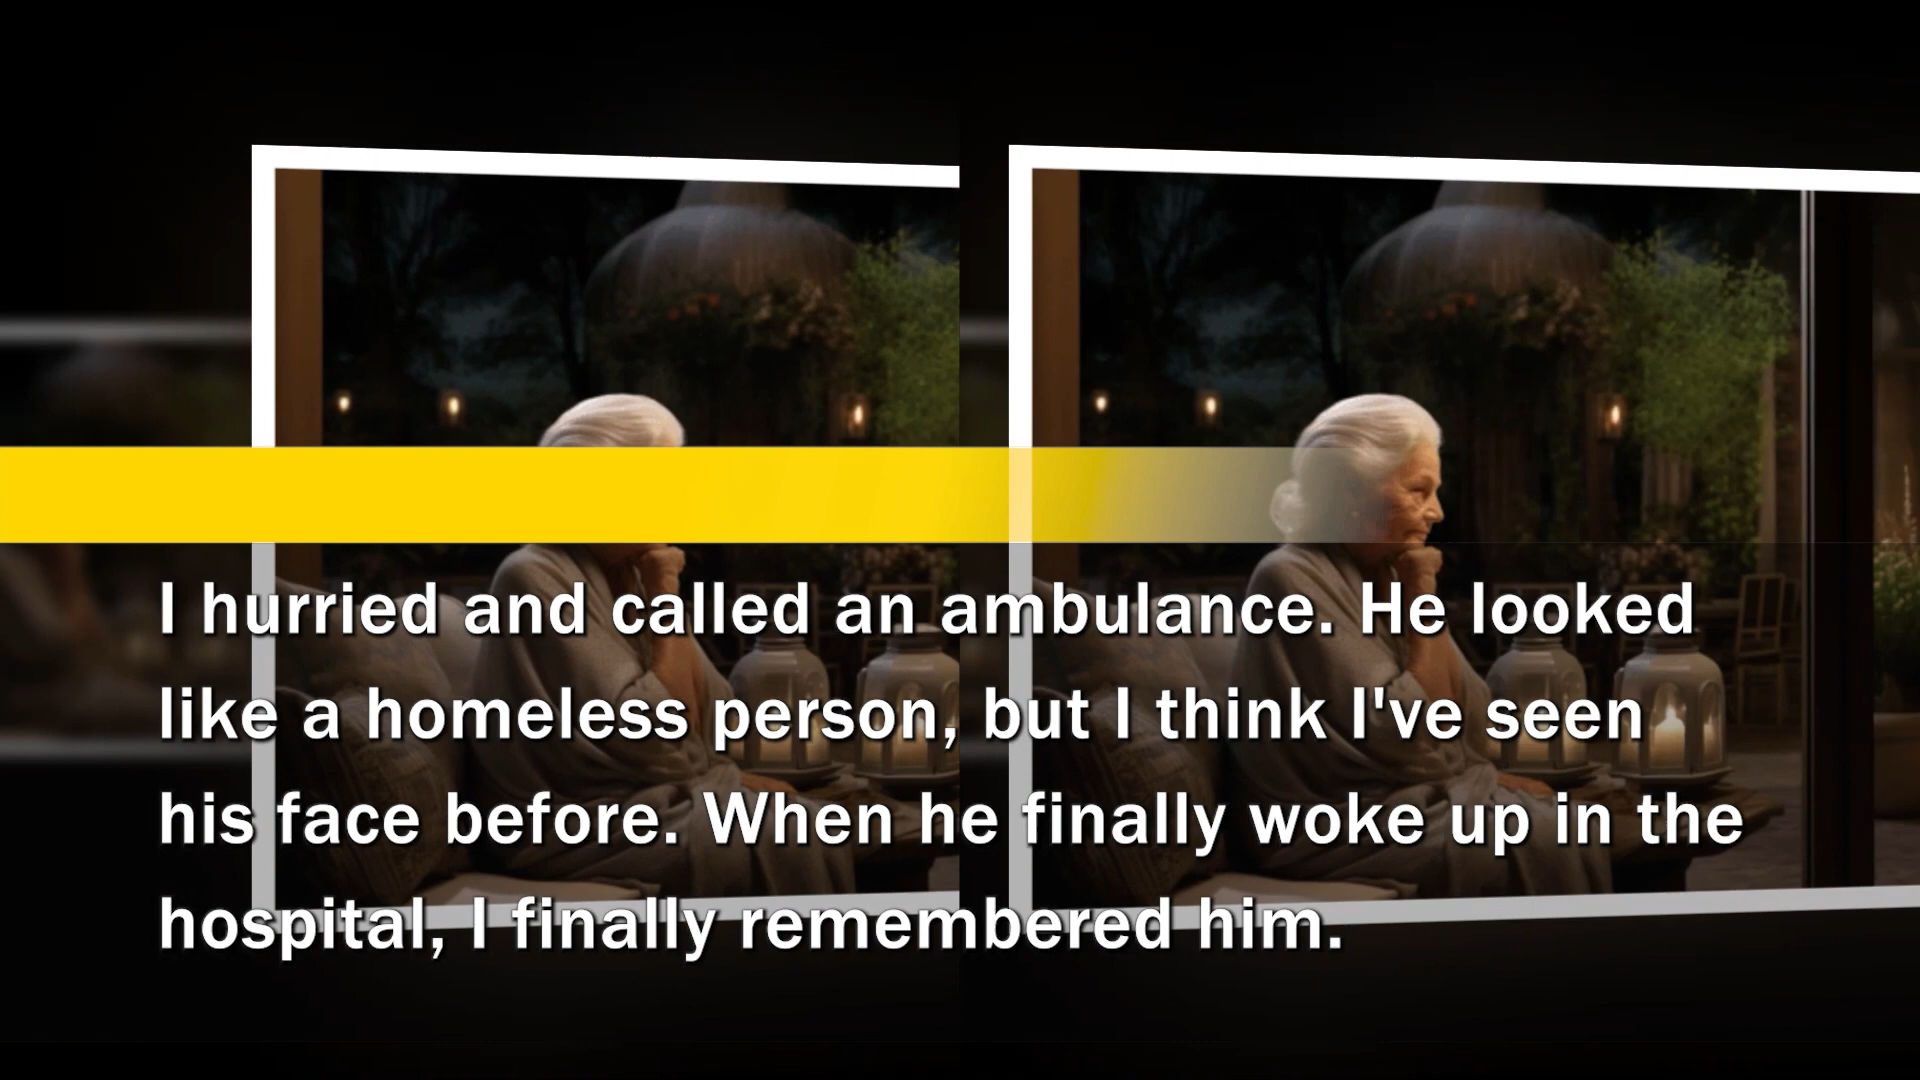 I hurried and called an ambulance. He looked
like a homeless person, but I think I've seen
his face before. When he finally woke up in the
hospital, I finally remembered him.